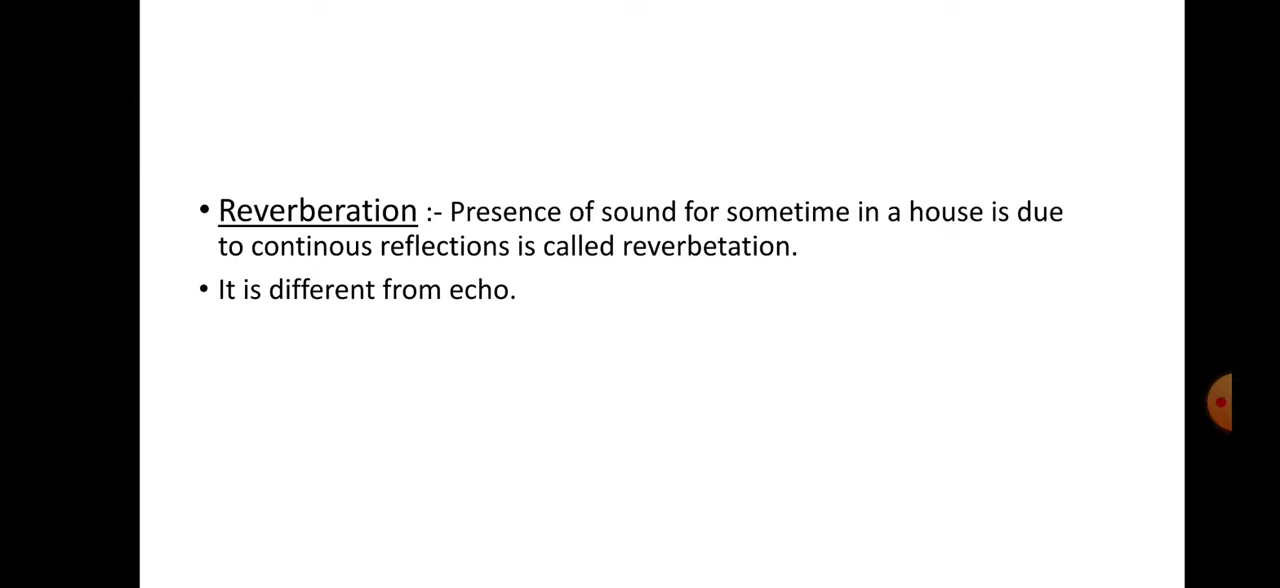 • Reverberation :- Presence of sound for sometime in a house is due
to continous reflections is called reverbetation.
• It is different from echo.